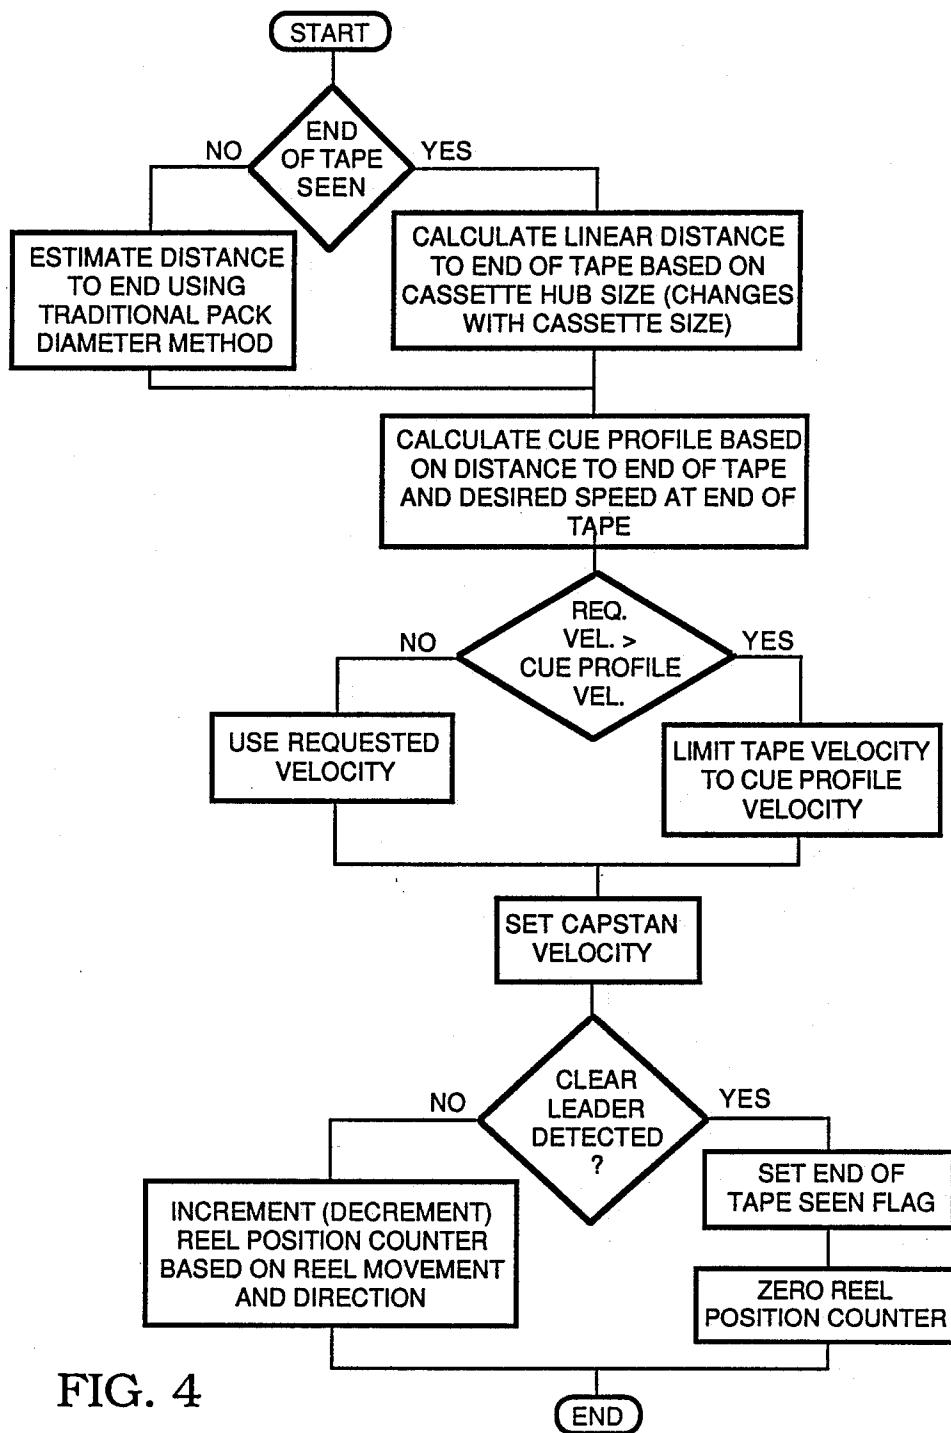 START
END
OF TAPE
SEEN
NO
YES
ESTIMATE DISTANCE
TO END USING
TRADITIONAL PACK
DIAMETER METHOD
CALCULATE LINEAR DISTANCE
TO END OF TAPE BASED ON
CASSETTE HUB SIZE (CHANGES
WITH CASSETTE SIZE)
CALCULATE CUE PROFILE BASED
ON DISTANCE TO END OF TAPE
AND DESIRED SPEED AT END OF
TAPE
REQ.
VEL. >
CUE PROFILE
VEL.
NO
YES
USE REQUESTED
VELOCITY
LIMIT TAPE VELOCITY
TO CUE PROFILE
VELOCITY
SET CAPSTAN
VELOCITY
CLEAR
LEADER
DETECTED
?
NO
YES
INCREMENT (DECREMENT)
REEL POSITION COUNTER
BASED ON REEL MOVEMENT
AND DIRECTION
SET END OF
TAPE SEEN FLAG
ZERO REEL
POSITION COUNTER
END
FIG. 4